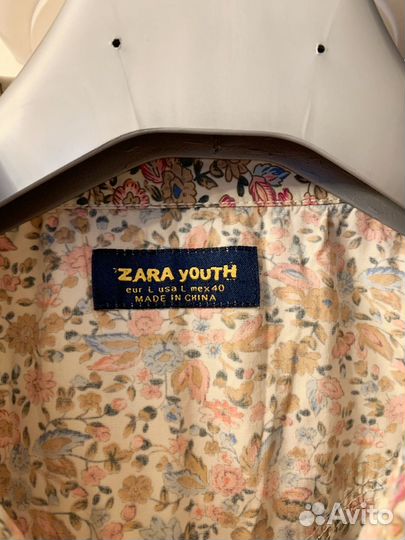 ZARA YOUTH
eur L usa L mex 40
MADE IN CHINA
Avito